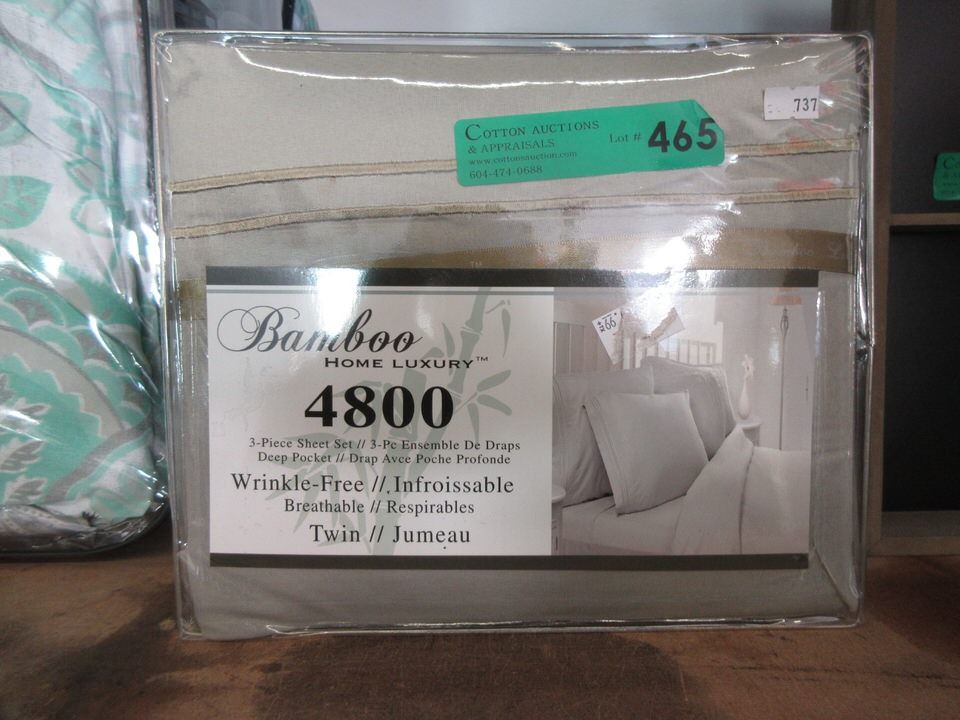 737
COTTON AUCTIONS
& APPRAISALS
www.cottonsauction.com
604-474-0688
Lot # 465
Bamboo
HOME LUXURY™
4800
3-Piece Sheet Set // 3-Pc Ensemble De Draps
Deep Pocket // Drap Avce Poche Profonde
Wrinkle-Free // Infroissable
Breathable // Respirables
Twin // Jumeau